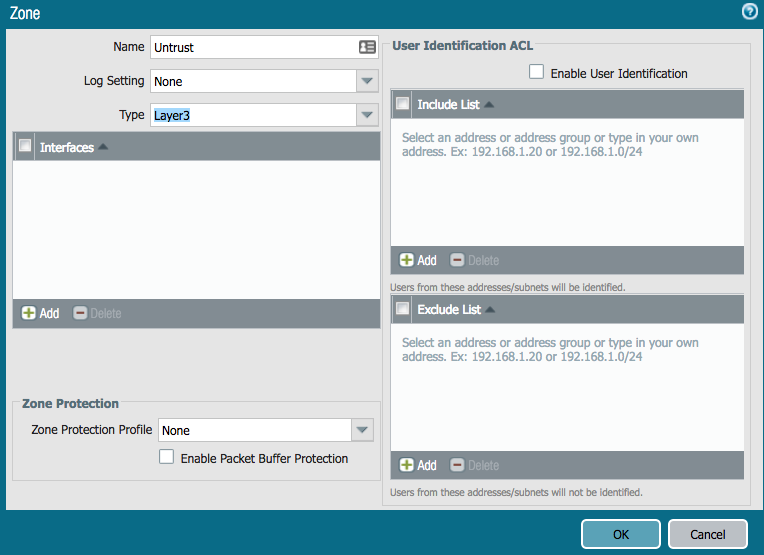 Zone
Name Untrust
Log Setting None
Type Layer3
Interfaces
Add Delete
Zone Protection
Zone Protection Profile None
Enable Packet Buffer Protection
User Identification ACL
Enable User Identification
Include List
Select an address or address group or type in your own
address. Ex: 192.168.1.20 or 192.168.1.0/24
Add Delete
Users from these addresses/subnets will be identified.
Exclude List
Select an address or address group or type in your own
address. Ex: 192.168.1.20 or 192.168.1.0/24
Add Delete
Users from these addresses/subnets will not be identified.
OK Cancel